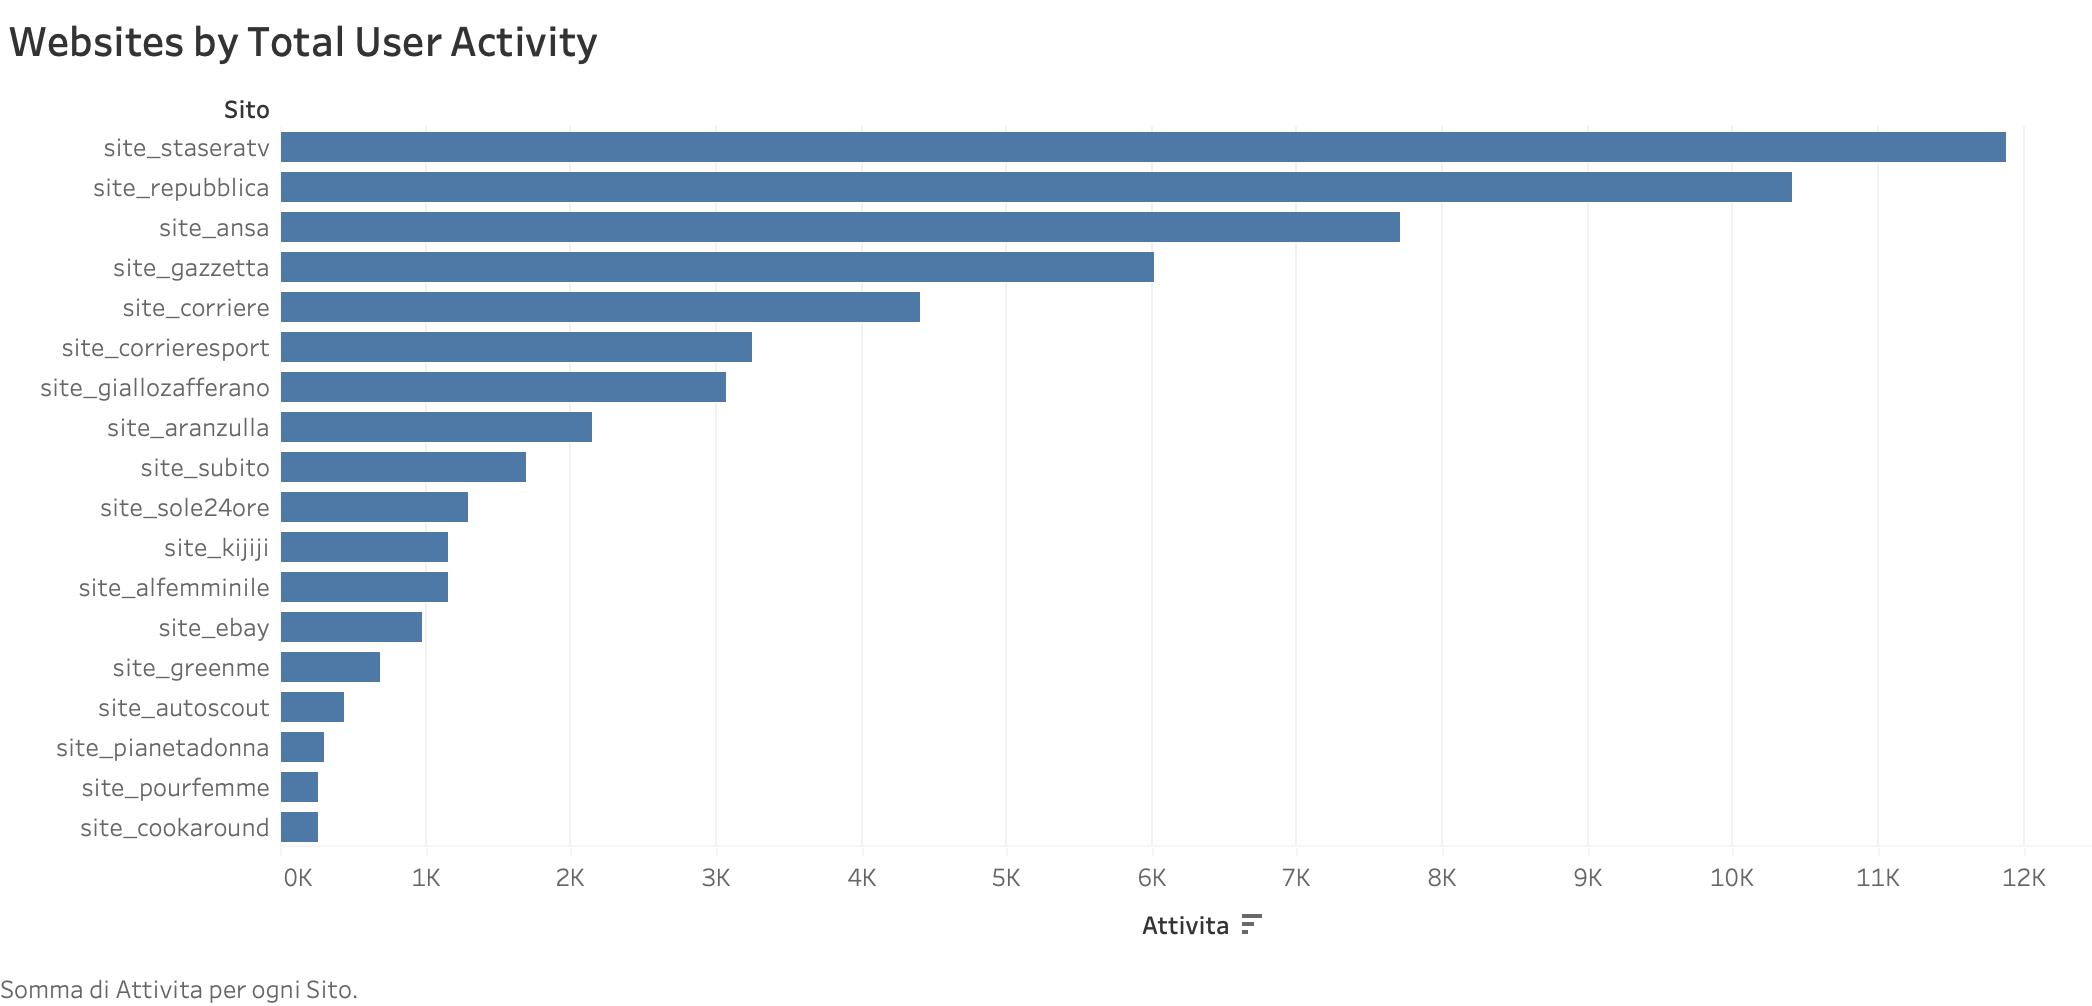 Websites by Total User Activity
Sito
site_staseratv
site_repubblica
site_ansa
site_gazzetta
site_corriere
site_corrieresport
site_giallozafferano
site_aranzulla
site_subito
site_sole24ore
site_kijiji
site_alfemminile
site_ebay
site_greenme
site_autoscout
site_pianetadonna
site_pourfemme
site_cookaround
0K 1K 2K 3K 4K 5K 6K 7K 8K 9K 10K 11K 12K
Attivita
Somma di Attivita per ogni Sito.